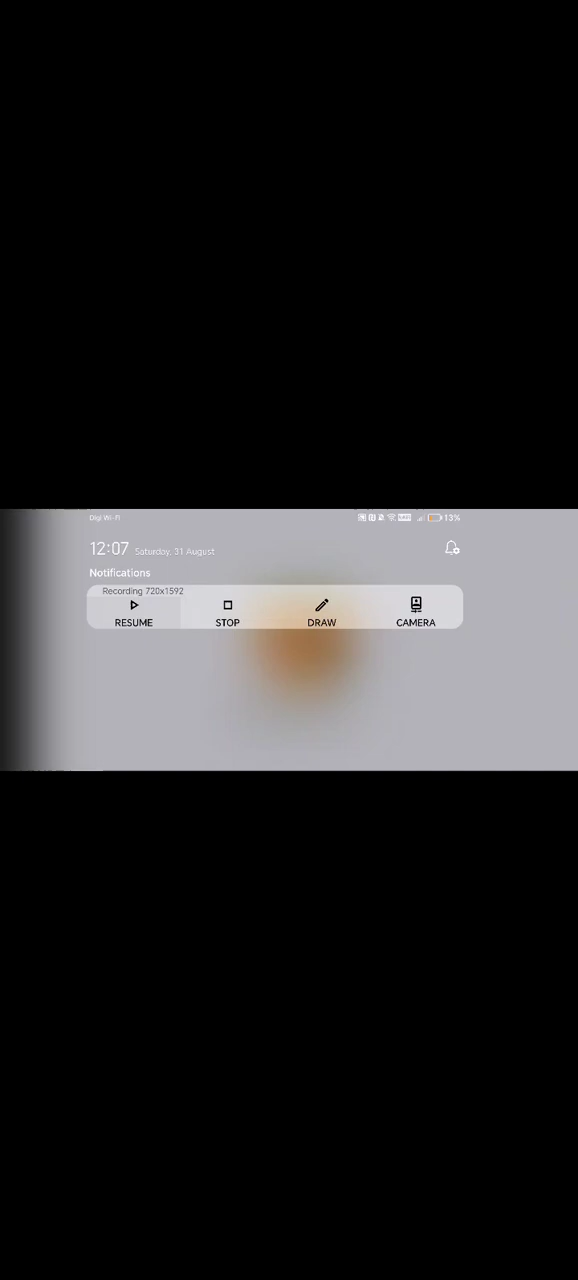 Digi Wi-Fi
13%
12:07 Saturday, 31 August
Notifications
Recording 720x1592
RESUME STOP DRAW CAMERA